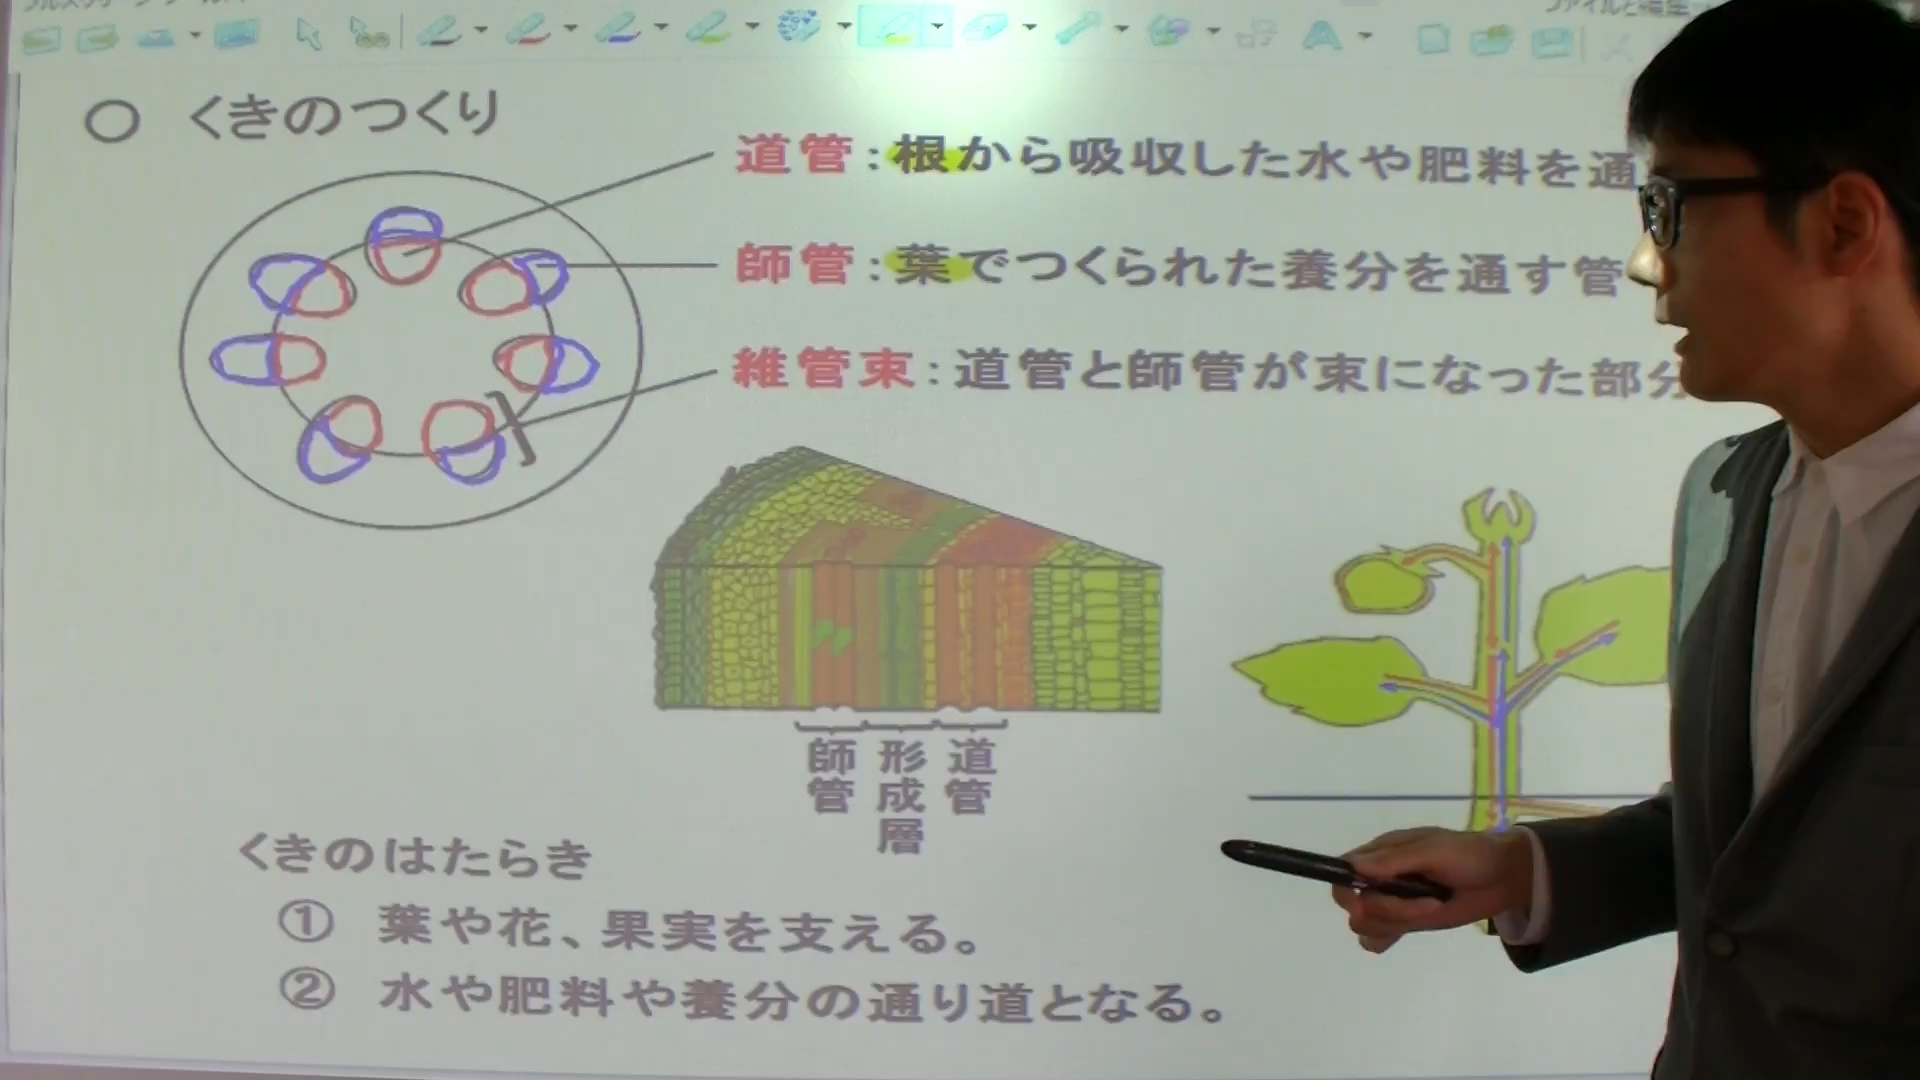 ○ くきのつくり
道管：根から吸収した水や肥料を通
師管：葉でつくられた養分を通す管
維管束：道管と師管が束になった部分
師管 形成層 道管
くきのはたらき
① 葉や花、果実を支える。
② 水や肥料や養分の通り道となる。